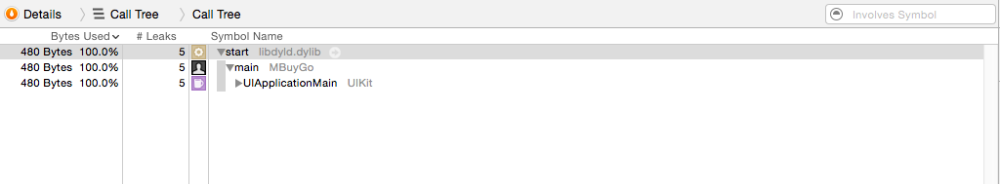 Details Call Tree Call Tree Involves Symbol
Bytes Used # Leaks Symbol Name
480 Bytes 100.0% 5 start libdyld.dylib
480 Bytes 100.0% 5 main MBuyGo
480 Bytes 100.0% 5 UIApplicationMain UIKit